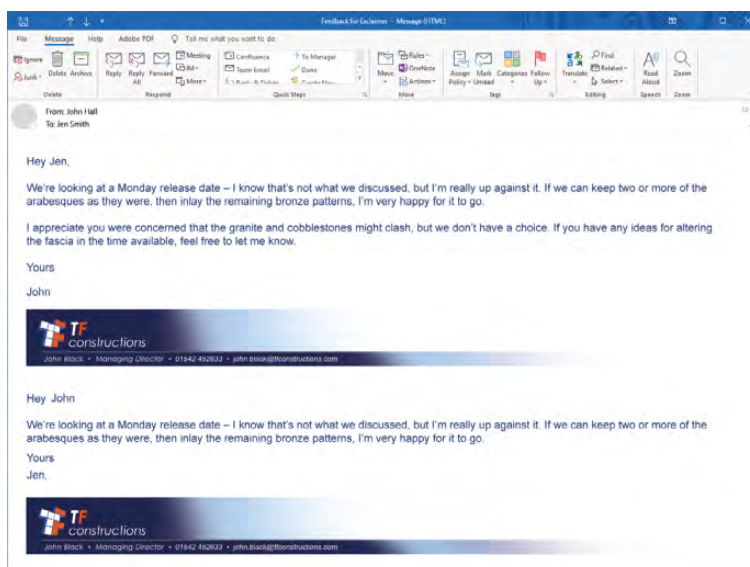 Feedback for Exclaimer - Message (HTML)
File Message Help Adobe PDF Tell me what you want to do
Ignore
Junk
Delete Archive
Reply Reply All Forward
Meeting
IM
More
Confluence To Manager
Team Email Done
Move
Rules
OneNote
Actions
Assign Policy Mark Unread Categorize Follow Up
Translate
Find
Related
Select
Read Aloud
Zoom
Delete Respond Quick Steps Move Tags Editing Speech Zoom
From: John Hall
To: Jen Smith
Hey Jen,
We're looking at a Monday release date – I know that's not what we discussed, but I'm really up against it. If we can keep two or more of the
arabesques as they were, then inlay the remaining bronze patterns, I'm very happy for it to go.
I appreciate you were concerned that the granite and cobblestones might clash, but we don't have a choice. If you have any ideas for altering
the fascia in the time available, feel free to let me know.
Yours
John
TF
constructions
John Black • Managing Director • 01542 452633 • john.black@tfconstructions.com
Hey John
We're looking at a Monday release date – I know that's not what we discussed, but I'm really up against it. If we can keep two or more of the
arabesques as they were, then inlay the remaining bronze patterns, I'm very happy for it to go.
Yours
Jen,
TF
constructions
John Black • Managing Director • 01542 452633 • john.black@tfconstructions.com